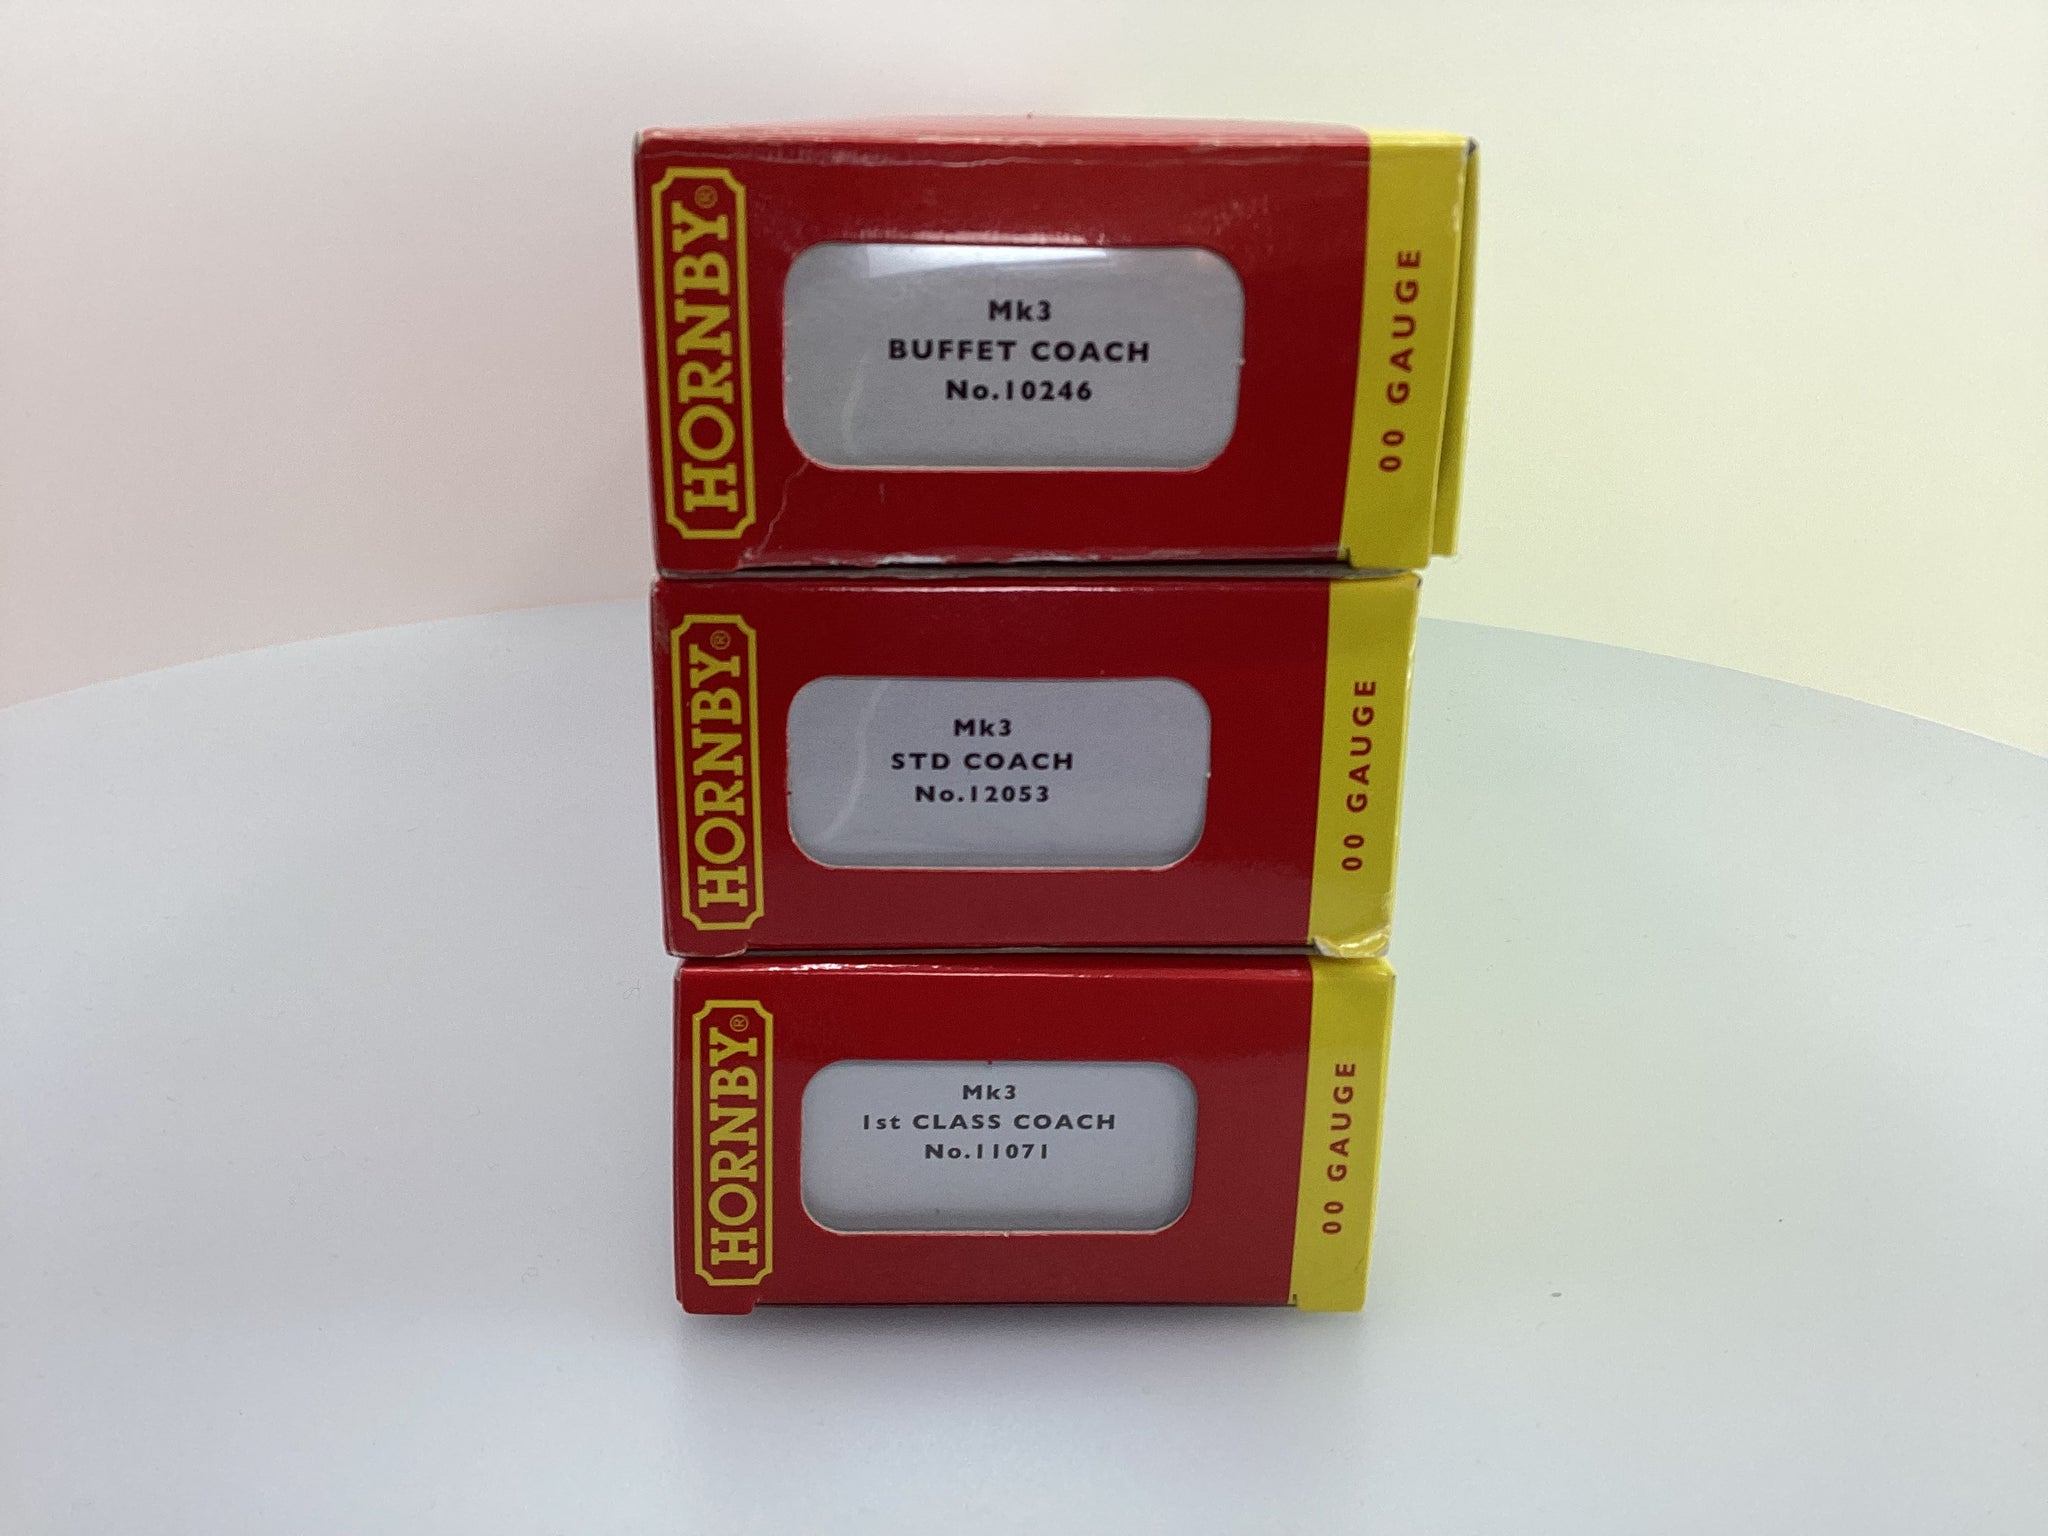 HORNBY®
Mk3
BUFFET COACH
No.10246
00 GAUGE
HORNBY®
Mk3
STD COACH
No.12053
00 GAUGE
HORNBY®
Mk3
1st CLASS COACH
No.11071
00 GAUGE